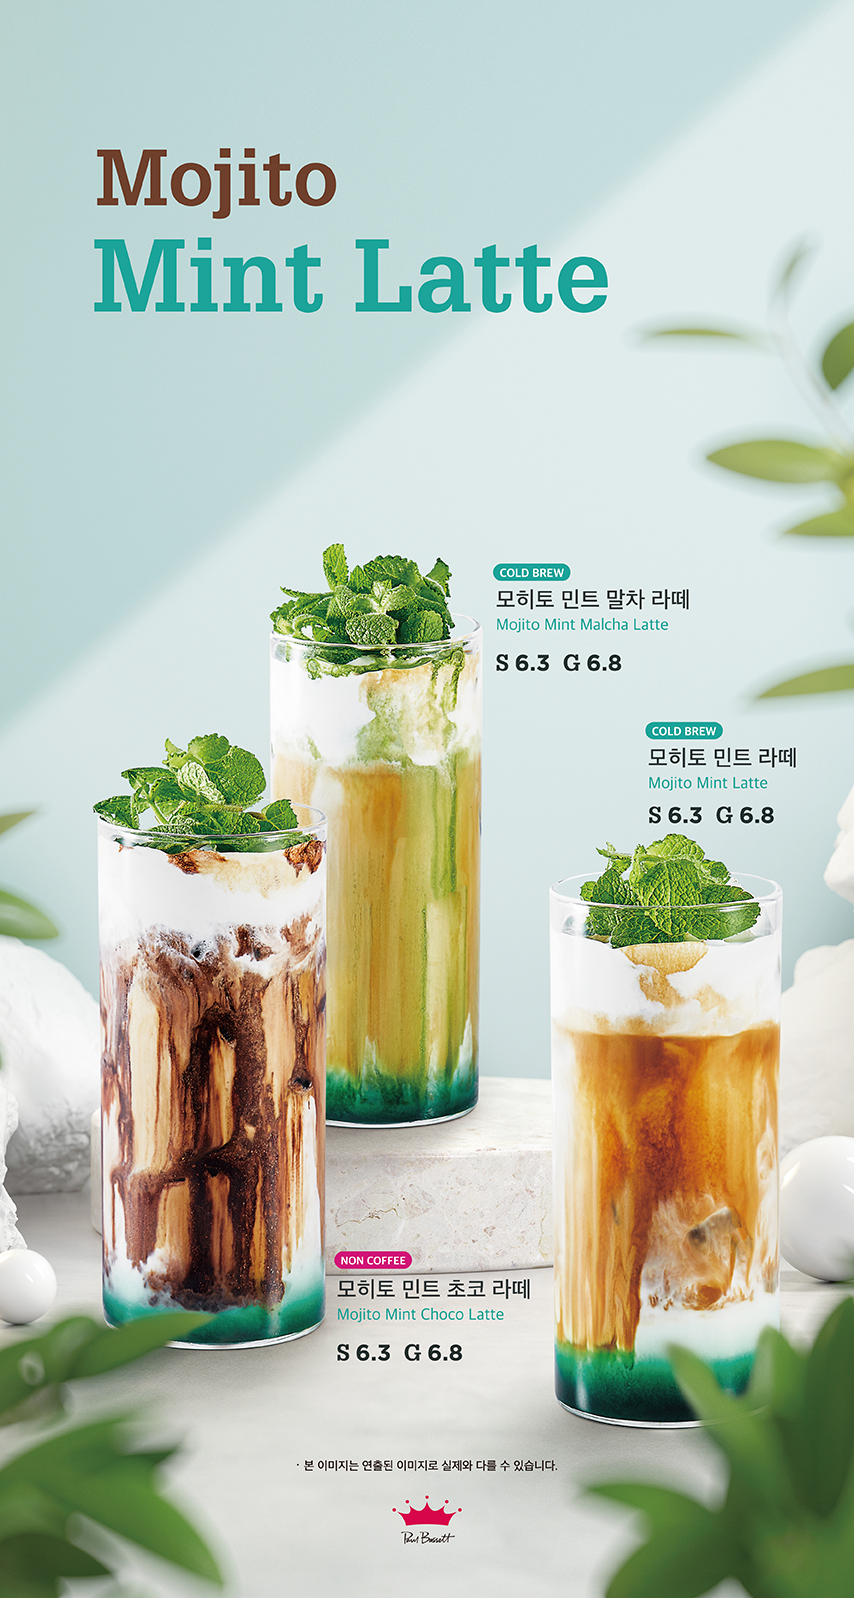 Mojito
Mint Latte
COLD BREW
모히토 민트 말차 라떼
Mojito Mint Malcha Latte
S 6.3 G 6.8
COLD BREW
모히토 민트 라떼
Mojito Mint Latte
S 6.3 G 6.8
NON COFFEE
모히토 민트 초코 라떼
Mojito Mint Choco Latte
S 6.3 G 6.8
· 본 이미지는 연출된 이미지로 실제와 다를 수 있습니다.
Paul Bassett